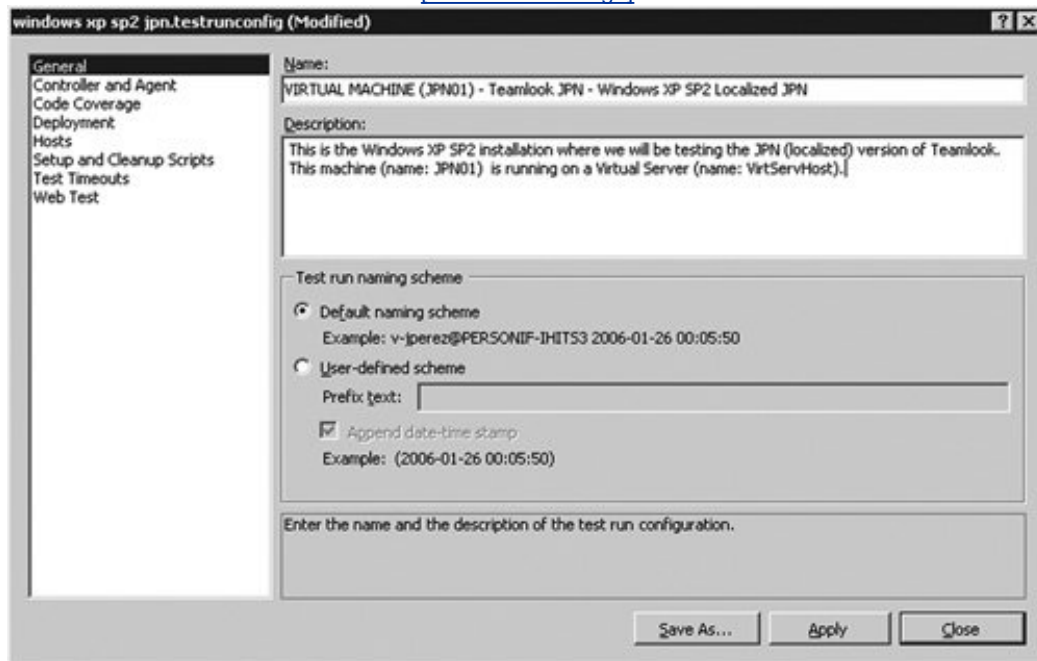 windows xp sp2 jpn.testrunconfig (Modified)
General
Controller and Agent
Code Coverage
Deployment
Hosts
Setup and Cleanup Scripts
Test Timeouts
Web Test
Name:
VIRTUAL MACHINE (JPN01) - Teamlook JPN - Windows XP SP2 Localized JPN
Description:
This is the Windows XP SP2 installation where we will be testing the JPN (localized) version of Teamlook.
This machine (name: JPN01) is running on a Virtual Server (name: VirtServHost).
Test run naming scheme
Default naming scheme
Example: v-jperez@PERSONIF-IHITS3 2006-01-26 00:05:50
User-defined scheme
Prefix text:
Append date-time stamp
Example: (2006-01-26 00:05:50)
Enter the name and the description of the test run configuration.
Save As...
Apply
Close